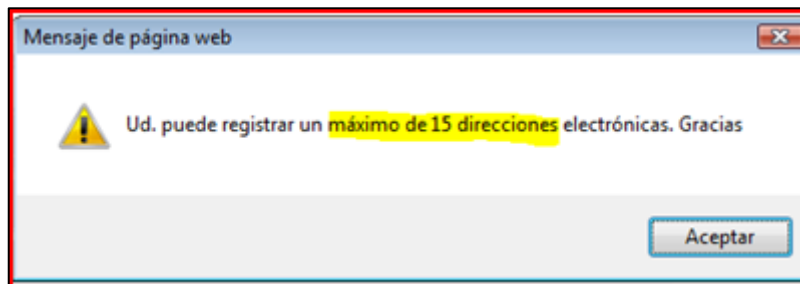 Mensaje de página web
Ud. puede registrar un máximo de 15 direcciones electrónicas. Gracias
Aceptar